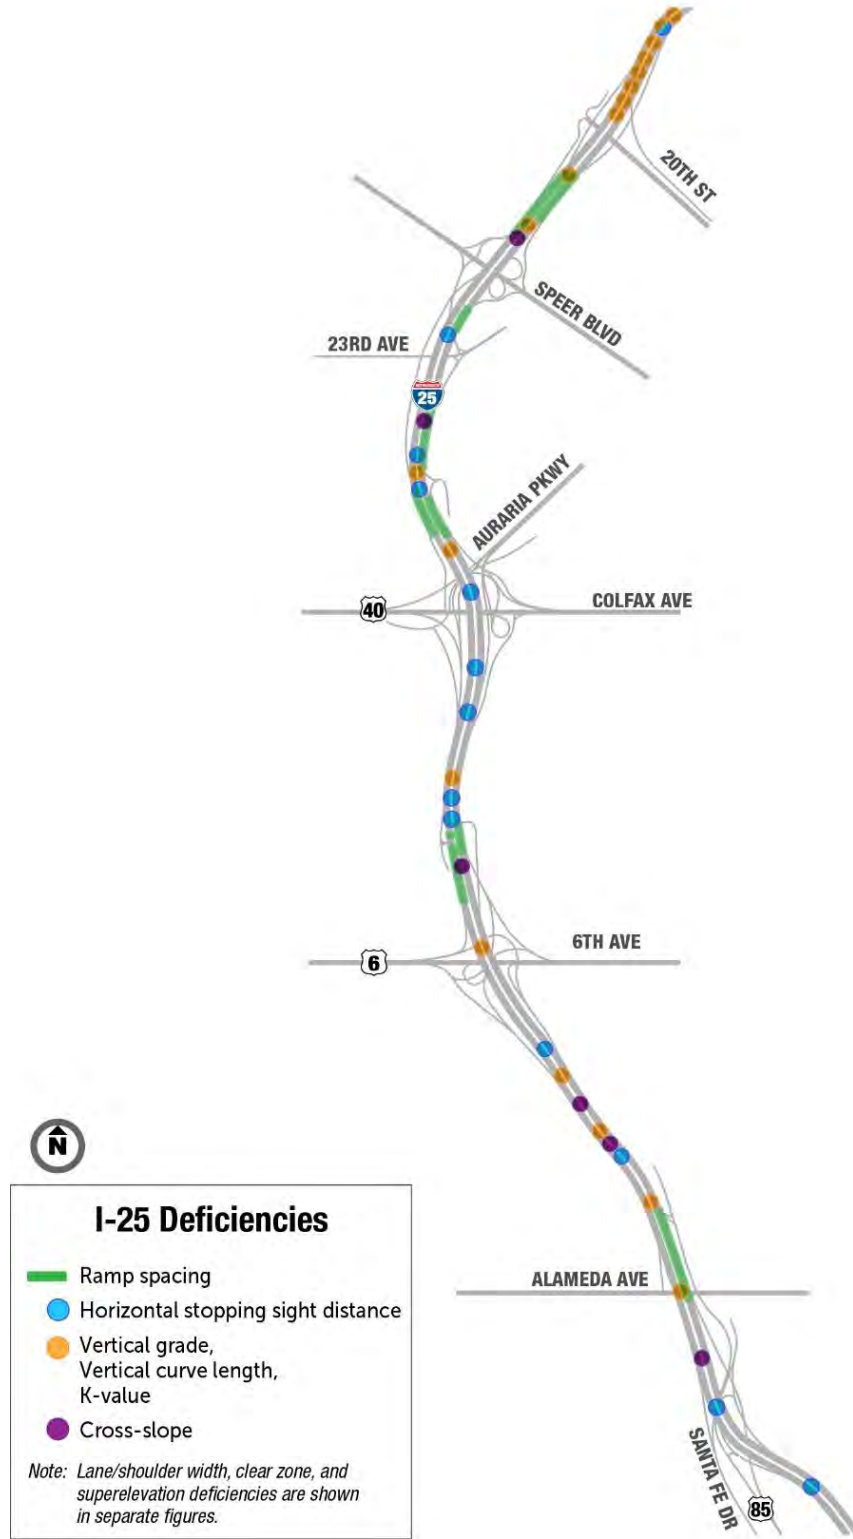 20TH ST
SPEER BLVD
23RD AVE
25
AURARIA PKWY
40
COLFAX AVE
6
6TH AVE
N
I-25 Deficiencies
Ramp spacing
Horizontal stopping sight distance
Vertical grade,
Vertical curve length,
K-value
Cross-slope
Note: Lane/shoulder width, clear zone, and
superelevation deficiencies are shown
in separate figures.
ALAMEDA AVE
SANTA FE DR
85